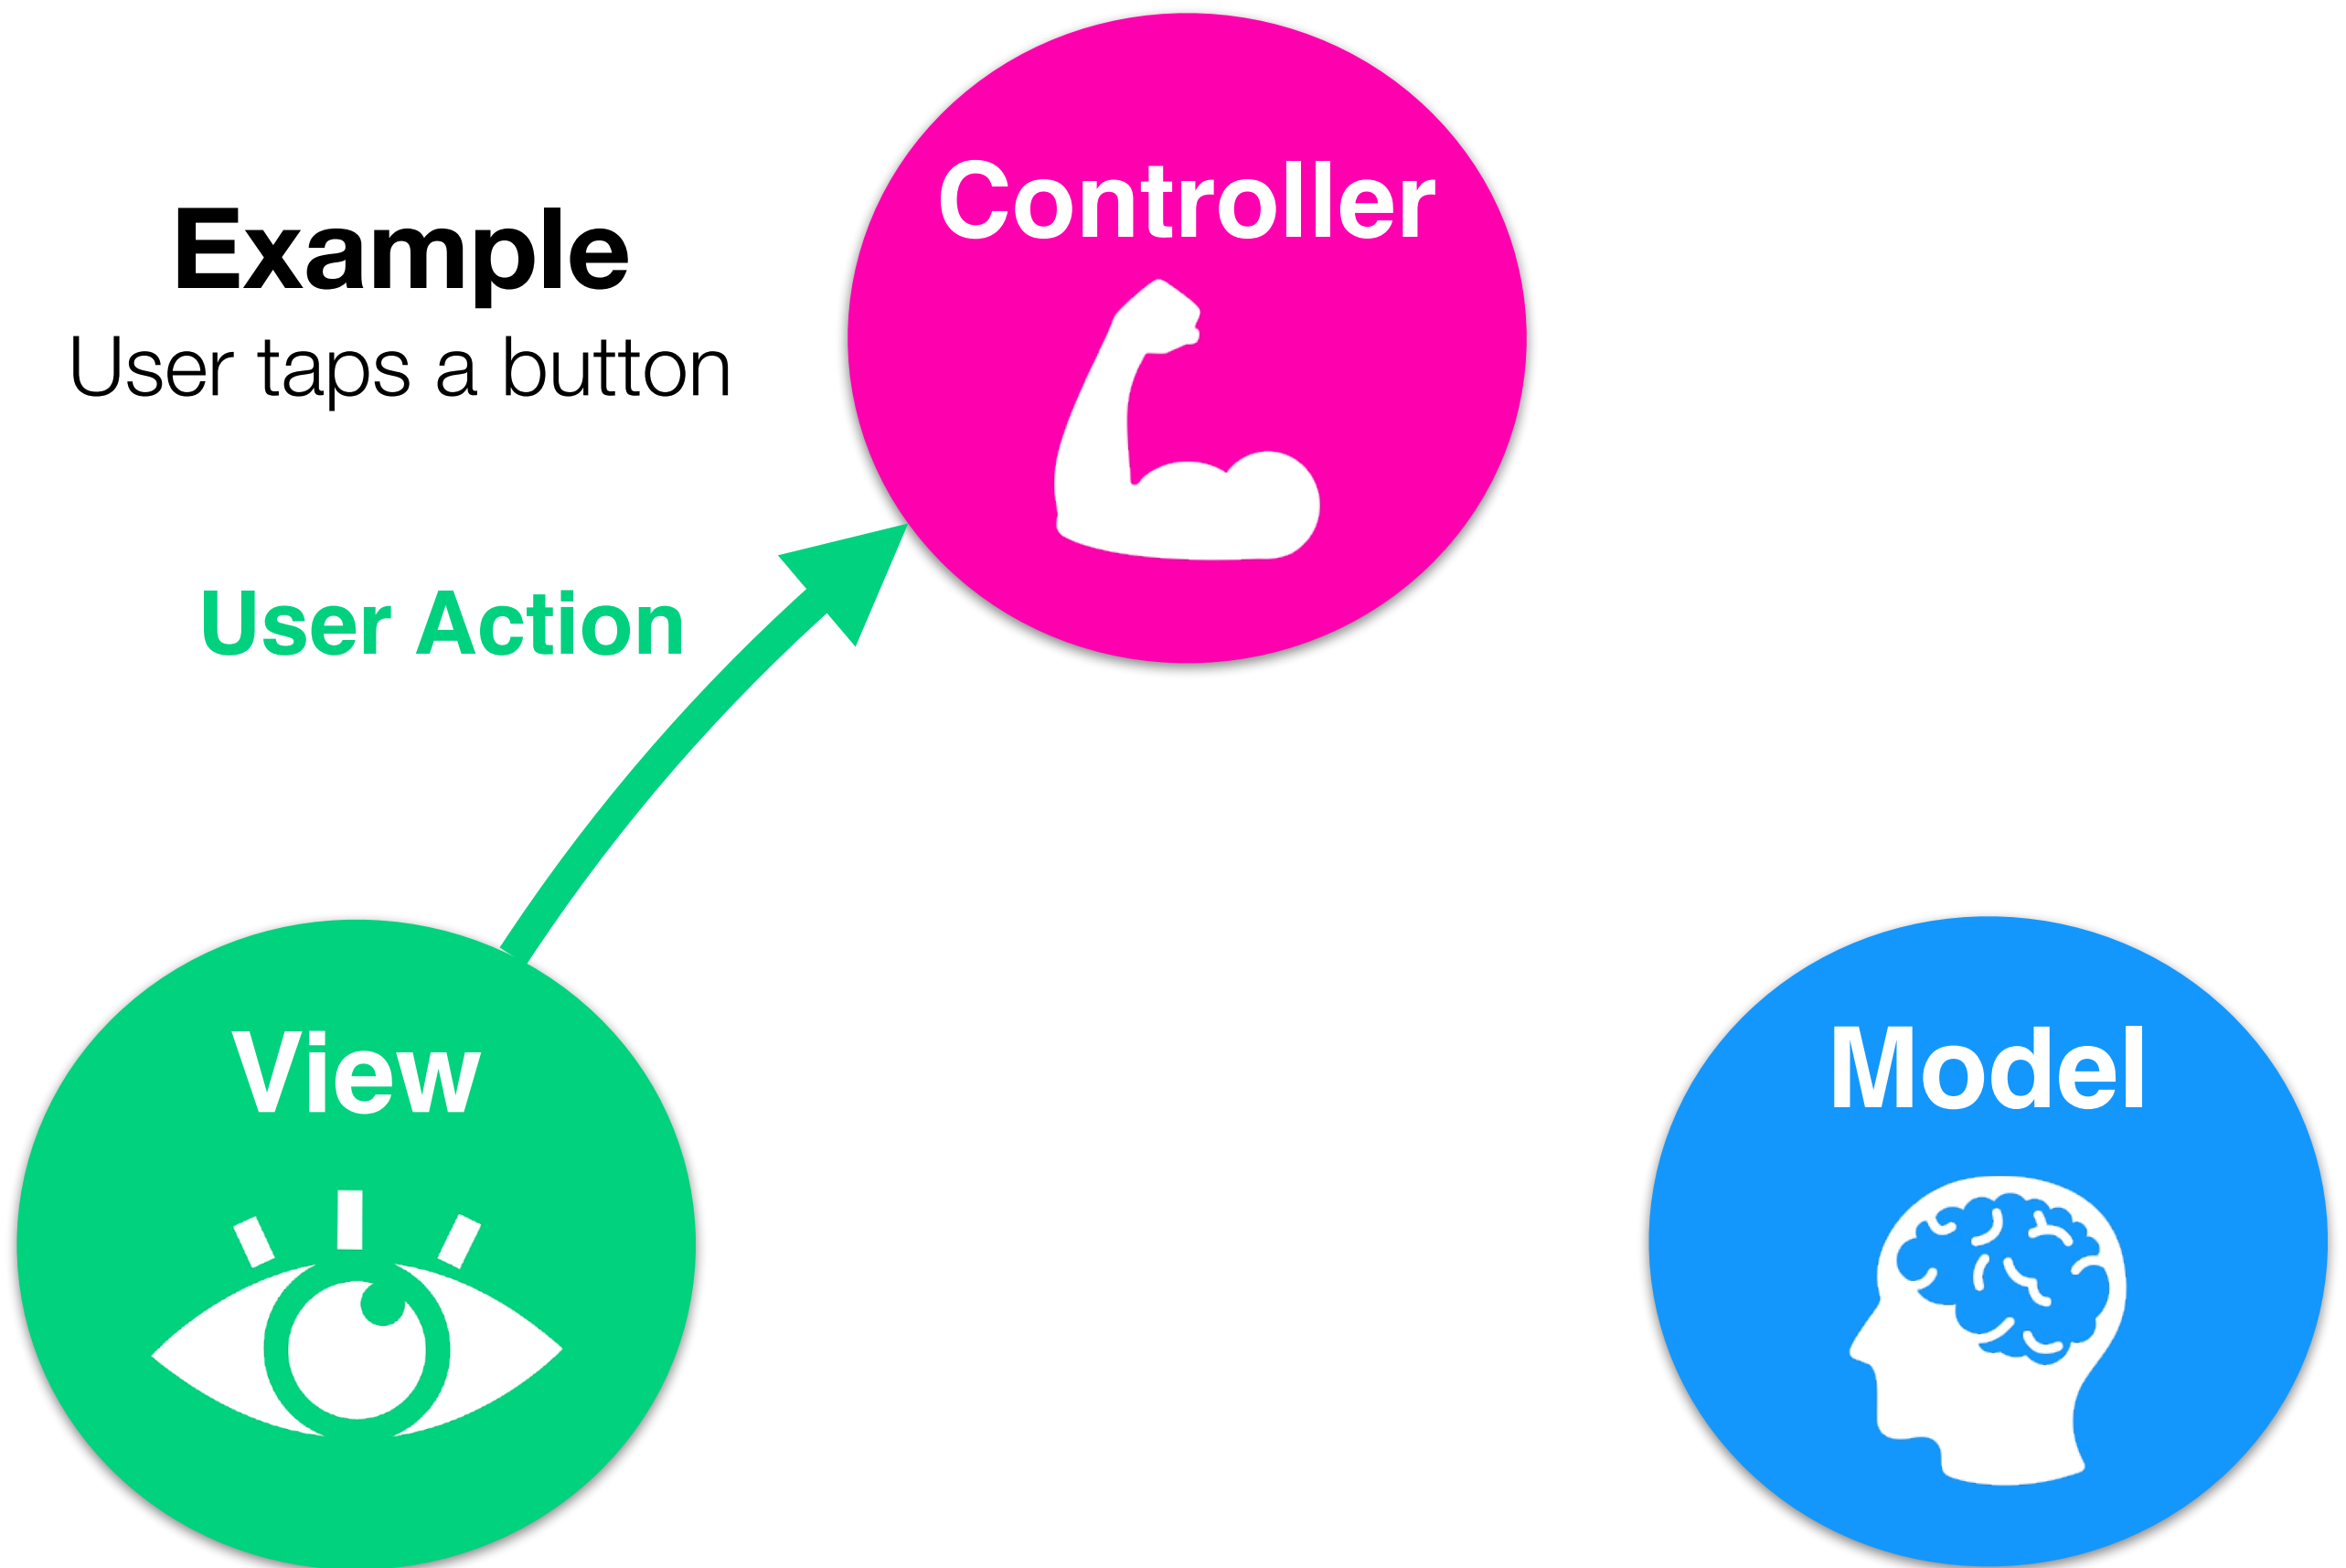 Controller
Example
User taps a button
User Action
View
Model